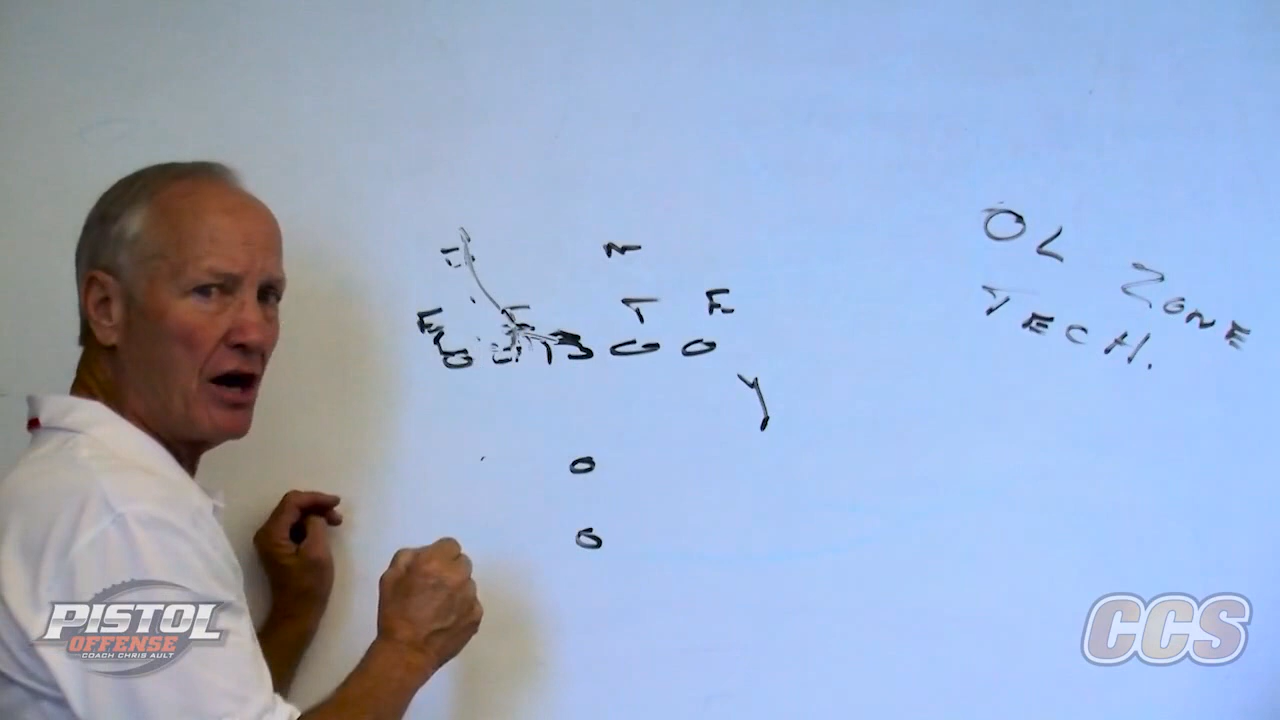 OL ZONE
TECH.
M
T E
E
Y
PISTOL
OFFENSE
COACH CHRIS AULT
CCS